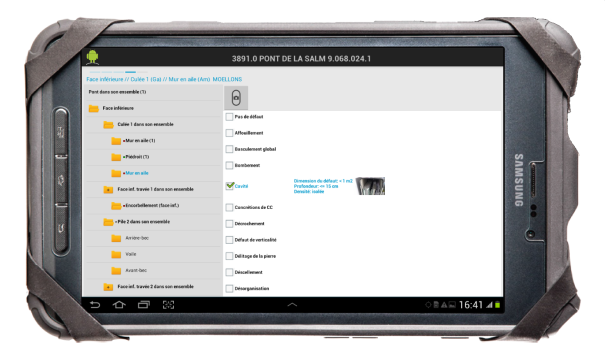 3891.0 PONT DE LA SALM 9.068.024.1
Face inférieure // Culée 1 (Ga) // Mur en aile (Am) MOELLONS
Pont dans son ensemble (1)
Face inférieure
Culée 1 dans son ensemble
•Mur en aile (1)
•Piédroit (1)
•Mur en aile
Face inf. travée 1 dans son ensemble
•Encorbellement (face inf.)
•Pile 2 dans son ensemble
Arrière-bec
Voile
Avant-bec
Face inf. travée 2 dans son ensemble
Pas de défaut
Affouillement
Basculement global
Bombement
Cavité
Dimension du défaut: < 1 m2
Profondeur: <= 15 cm
Densité: isolée
Concrétions de CC
Décrochement
Défaut de verticalité
Délitage de la pierre
Déscellement
Désorganisation
16:41
SAMSUNG